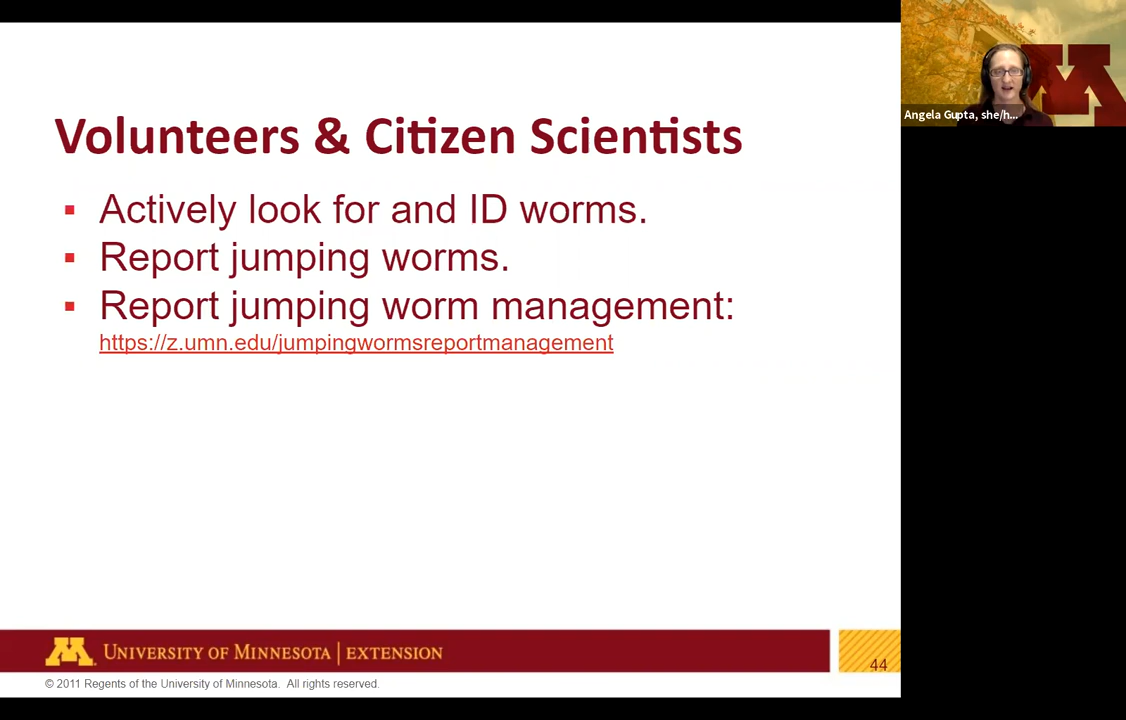 Volunteers & Citizen Scientists
▪ Actively look for and ID worms.
▪ Report jumping worms.
▪ Report jumping worm management:
https://z.umn.edu/jumpingwormsreportmanagement
M UNIVERSITY OF MINNESOTA | EXTENSION
44
© 2011 Regents of the University of Minnesota. All rights reserved.
M
Angela Gupta, she/h...